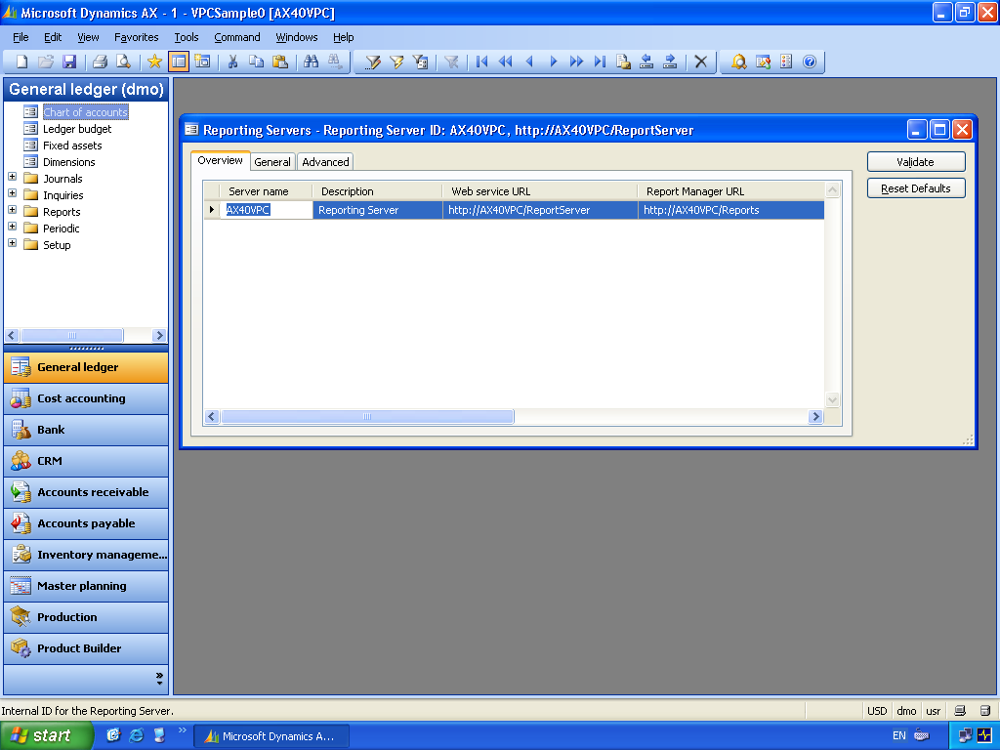 Microsoft Dynamics AX - 1 - VPCSample0 [AX40VPC]
File Edit View Favorites Tools Command Windows Help
General ledger (dmo)
Chart of accounts
Ledger budget
Fixed assets
Dimensions
Journals
Inquiries
Reports
Periodic
Setup
Reporting Servers - Reporting Server ID: AX40VPC, http://AX40VPC/ReportServer
Overview General Advanced
Validate
Reset Defaults
Server name Description Web service URL Report Manager URL
AX40VPC Reporting Server http://AX40VPC/ReportServer http://AX40VPC/Reports
General ledger
Cost accounting
Bank
CRM
Accounts receivable
Accounts payable
Inventory manageme...
Master planning
Production
Product Builder
Internal ID for the Reporting Server. USD dmo usr
start Microsoft Dynamics A... EN